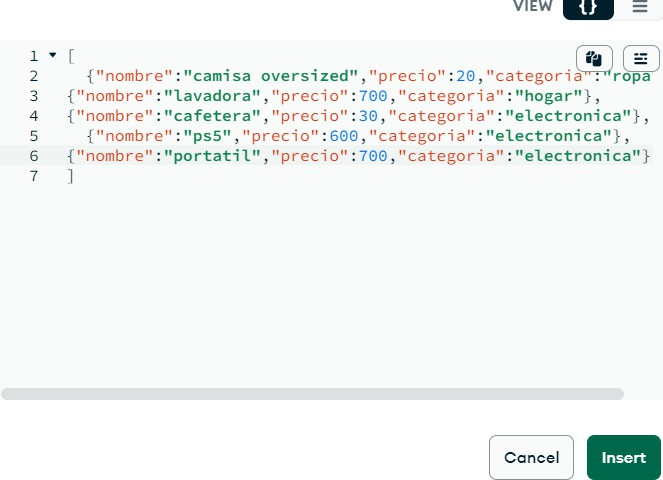 VIEW {}
1 [
2 {"nombre":"camisa oversized","precio":20,"categoria":"ropa
3 {"nombre":"lavadora","precio":700,"categoria":"hogar"},
4 {"nombre":"cafetera","precio":30,"categoria":"electronica"},
5 {"nombre":"ps5","precio":600,"categoria":"electronica"},
6 {"nombre":"portatil","precio":700,"categoria":"electronica"}
7 ]
Cancel Insert